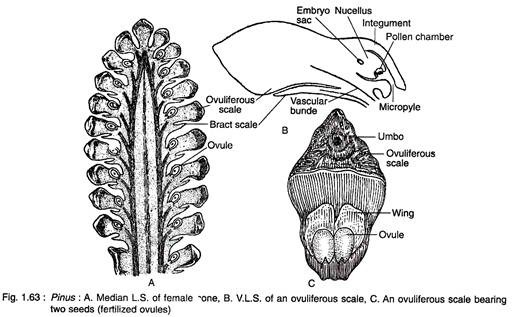 Embryo Nucellus
sac
Integument
Pollen chamber
Ovuliferous
scale
Bract scale
Vascular
bunde
Micropyle
Ovule
B
Umbo
Ovuliferous
scale
Wing
Ovule
A
C
Fig. 1.63 : Pinus : A. Median L.S. of female one, B. V.L.S. of an ovuliferous scale, C. An ovuliferous scale bearing
two seeds (fertilized ovules)